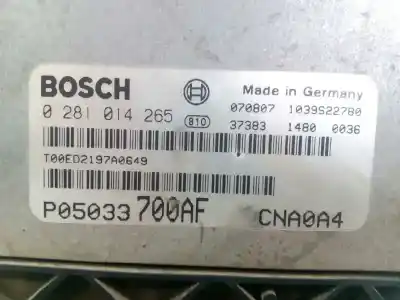 BOSCH Made in Germany
0 281 014 265 810 070807 1039S22780
37383 1480 0036
T00ED2197A0649
P05033700AF CNA0A4